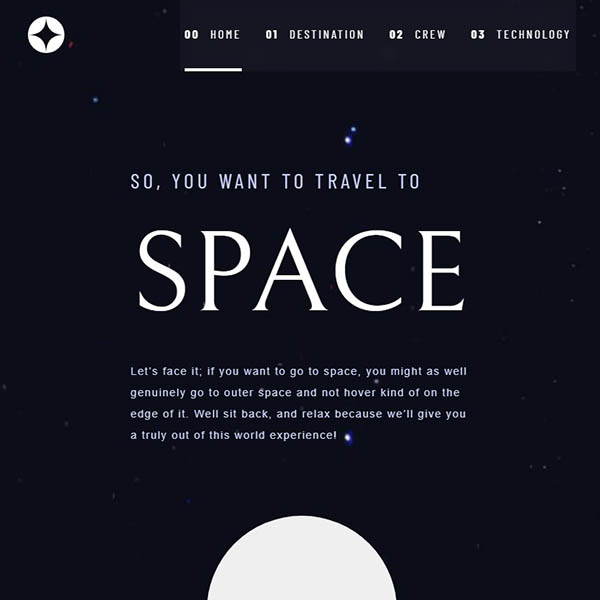 00 HOME 01 DESTINATION 02 CREW 03 TECHNOLOGY
SO, YOU WANT TO TRAVEL TO
SPACE
Let's face it; if you want to go to space, you might as well
genuinely go to outer space and not hover kind of on the
edge of it. Well sit back, and relax because we'll give you
a truly out of this world experience!